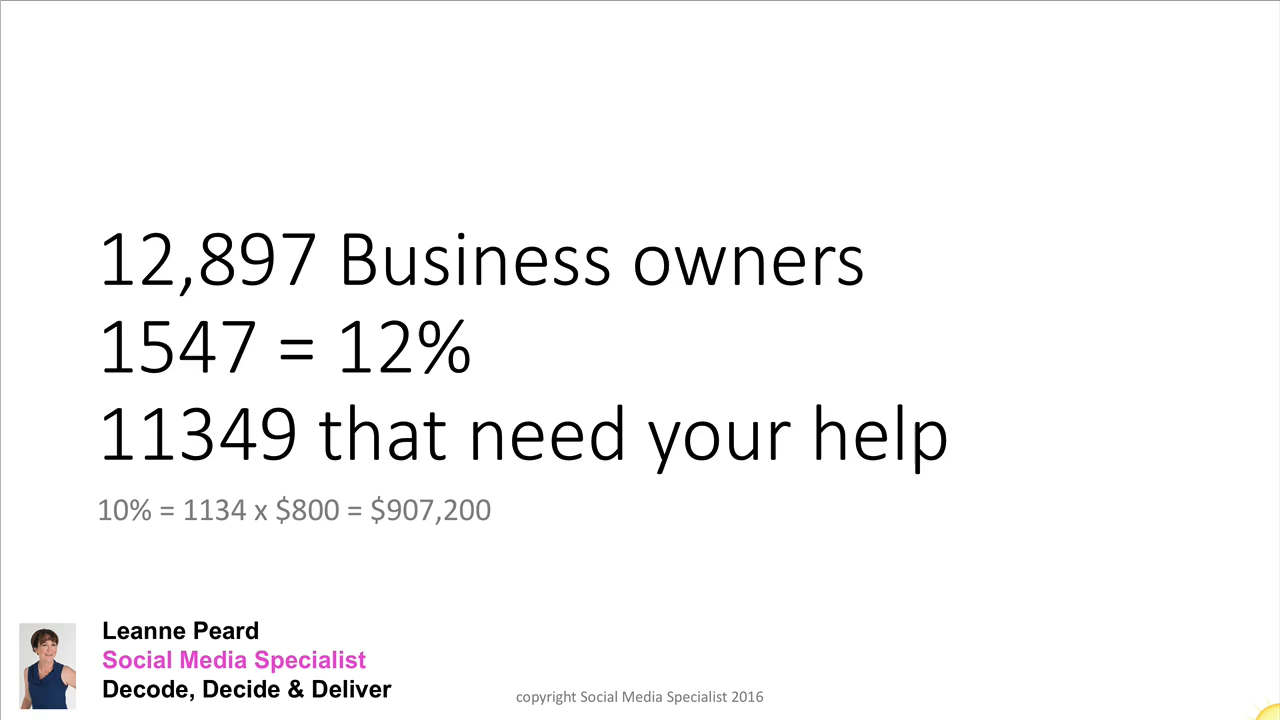 12,897 Business owners
1547 = 12%
11349 that need your help
10% = 1134 x $800 = $907,200
Leanne Peard
Social Media Specialist
Decode, Decide & Deliver
copyright Social Media Specialist 2016